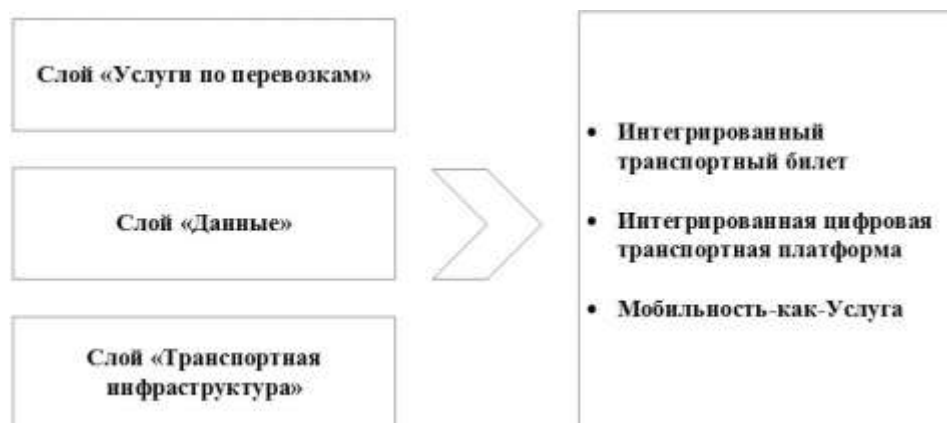 Слой «Услуги по перевозкам»
Слой «Данные»
Слой «Транспортная
инфраструктура»
• Интегрированный
транспортный билет
• Интегрированная цифровая
транспортная платформа
• Мобильность-как-Услуга